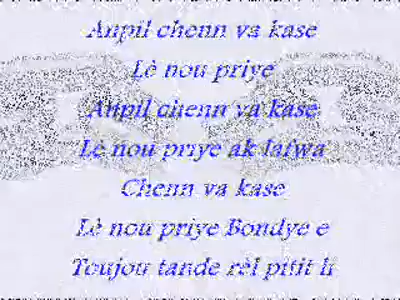 Anpil chenn va kase
Lè nou priye
Anpil chenn va kase
Lè nou priye ak lafwa
Chenn va kase
Lè nou priye Bondye e
Toujou tande rèl pitit li